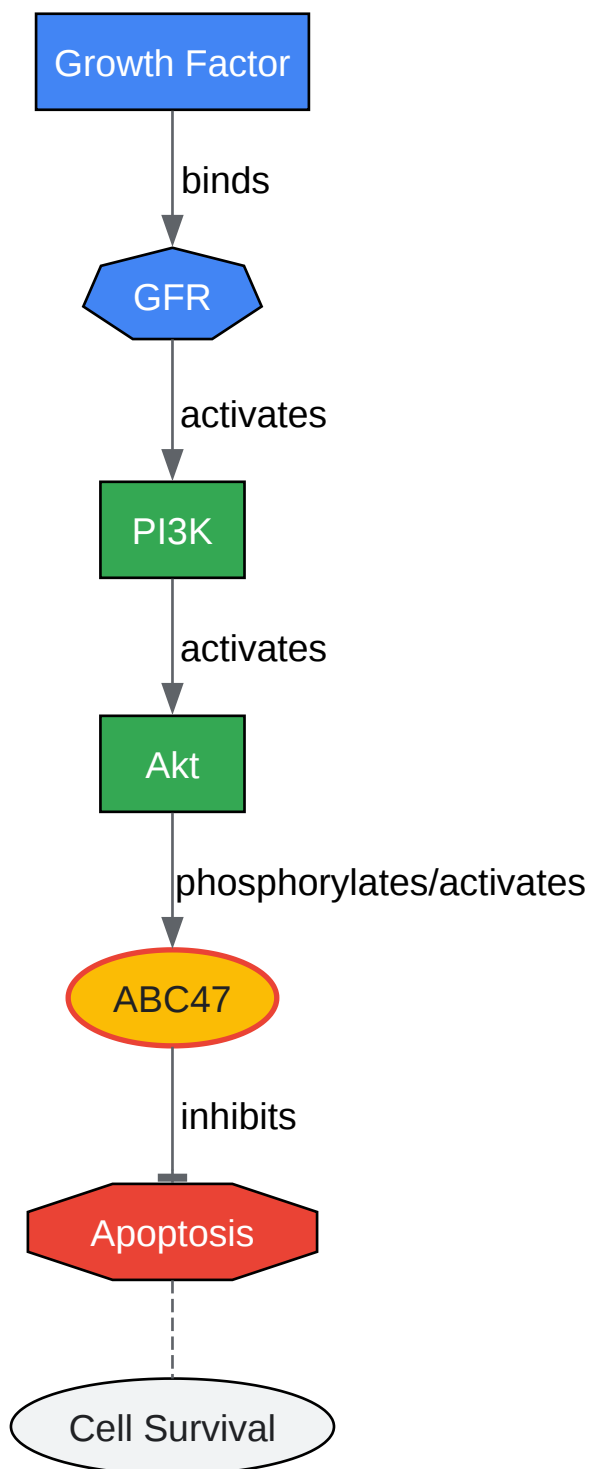 Growth Factor
binds
GFR
activates
PI3K
activates
Akt
phosphorylates/activates
ABC47
inhibits
Apoptosis
Cell Survival